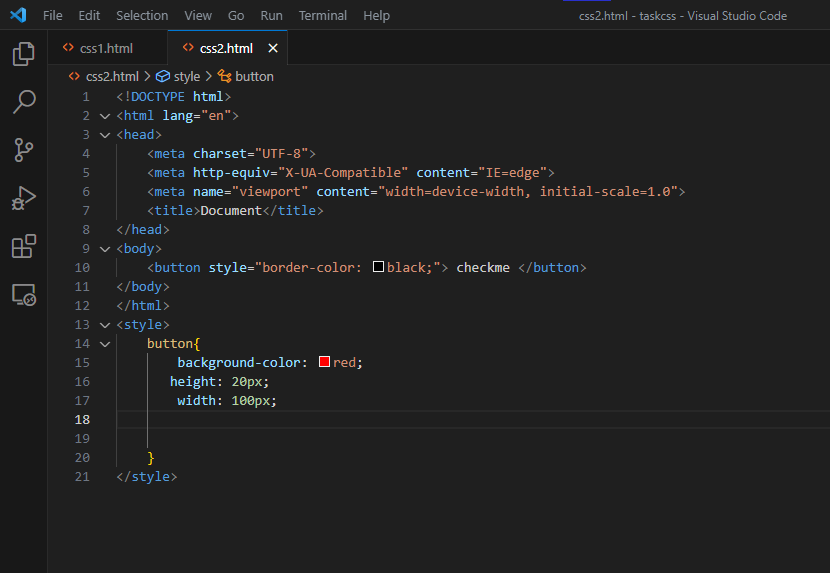 File Edit Selection View Go Run Terminal Help css2.html - taskcss - Visual Studio Code
css1.html css2.html
css2.html > style > button
1 <!DOCTYPE html>
2 <html lang="en">
3 <head>
4 <meta charset="UTF-8">
5 <meta http-equiv="X-UA-Compatible" content="IE=edge">
6 <meta name="viewport" content="width=device-width, initial-scale=1.0">
7 <title>Document</title>
8 </head>
9 <body>
10 <button style="border-color: black;"> checkme </button>
11 </body>
12 </html>
13 <style>
14 button{
15 background-color: red;
16 height: 20px;
17 width: 100px;
18
19
20 }
21 </style>